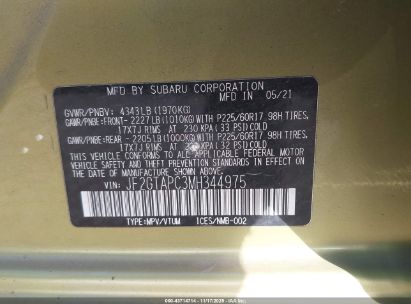 MFD. BY SUBARU CORPORATION
GVWR/PNBV: 4343LB (1970KG) MFD IN 05/21
GAWR/PNBE: FRONT- 2227LB (1010KG) WITH P225/60R17 98H TIRES,
17X7J RIMS AT 230 KPA (33 PSI) COLD
GAWR/PNBE: REAR - 2205LB (1000KG) WITH P225/60R17 98H TIRES,
17X7J RIMS AT KPA (32 PSI) COLD
THIS VEHICLE CONFORMS TO ALL APPLICABLE FEDERAL MOTOR
VEHICLE SAFETY, BUMPER, AND THEFT PREVENTION STANDARDS
IN EFFECT ON THE DATE OF MANUFACTURE SHOWN ABOVE.
JF2GTAPC3MH344975
TYPE:MPV/VTUM ICES/NMB-002